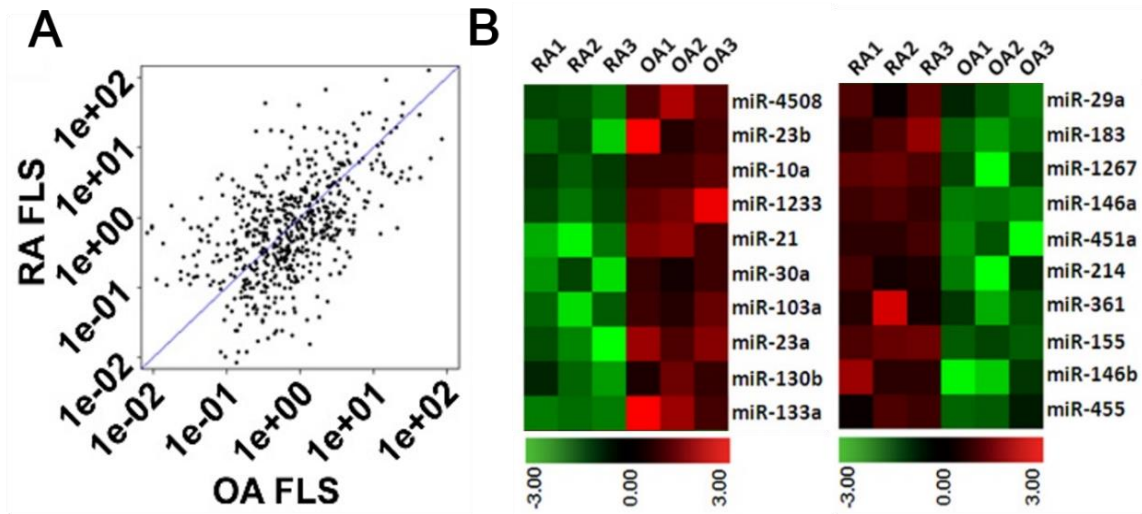 A
RA FLS
1e+02
1e+01
1e+00
1e-01
1e-02
1e-02
1e-01
1e+00
1e+01
1e+02
OA FLS
B
RA1 RA2 RA3 OA1 OA2 OA3
miR-4508
miR-23b
miR-10a
miR-1233
miR-21
miR-30a
miR-103a
miR-23a
miR-130b
miR-133a
-3.00 0.00 3.00
RA1 RA2 RA3 OA1 OA2 OA3
miR-29a
miR-183
miR-1267
miR-146a
miR-451a
miR-214
miR-361
miR-155
miR-146b
miR-455
-3.00 0.00 3.00